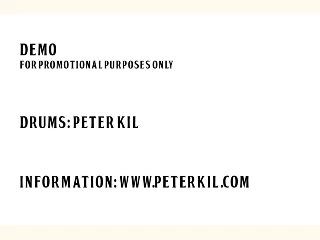 DEMO
FOR PROMOTIONAL PURPOSES ONLY
DRUMS: PETER KIL
INFORMATION: WWW.PETERKIL.COM